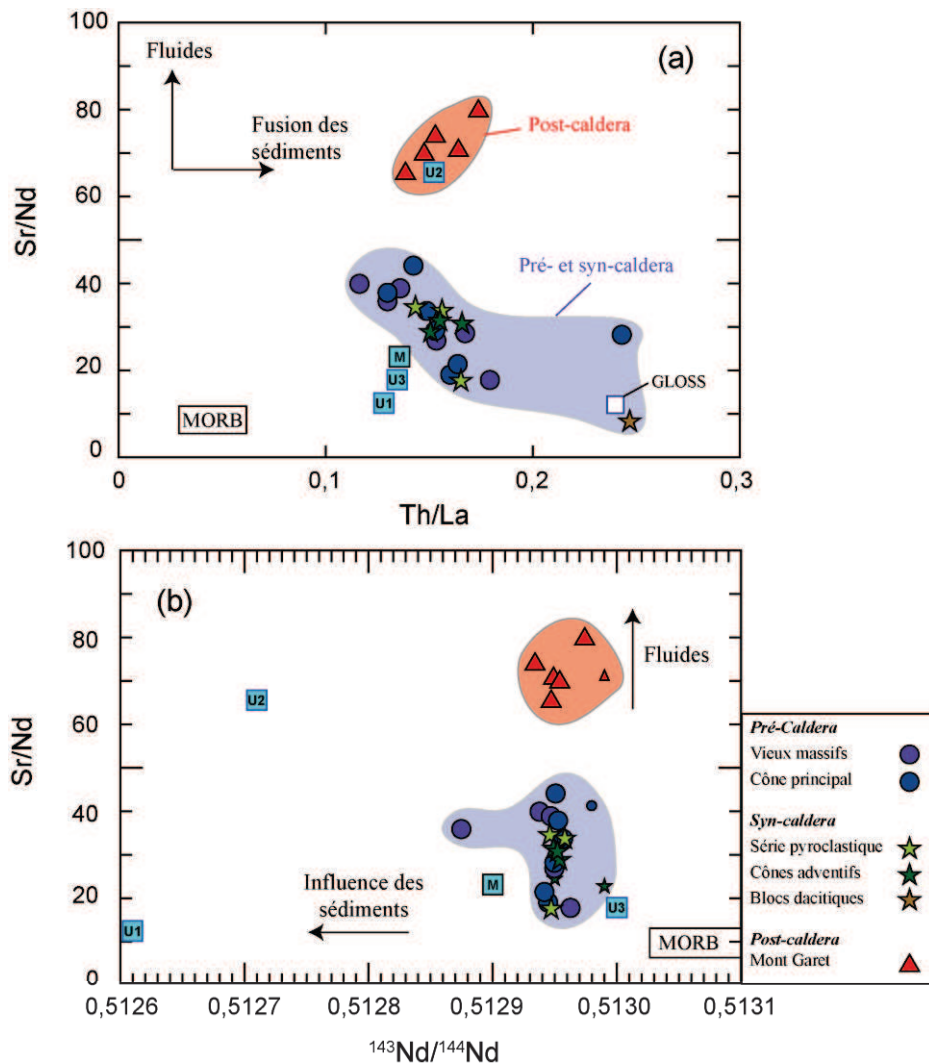 100
(a)
Fluides
80
Post-caldera
Fusion des
sédiments
U2
60
Sr/Nd
Pré- et syn-caldera
40
M
20
U3
GLOSS
U1
MORB
0
0
0,1
0,2
0,3
Th/La
100
(b)
80
Fluides
U2
60
Sr/Nd
40
M
Influence des
sédiments
20
U3
U1
MORB
0
0,5126
0,5127
0,5128
0,5129
0,5130
0,5131
143Nd/144Nd
Pré-Caldera
Vieux massifs
Cône principal
Syn-caldera
Série pyroclastique
Cônes adventifs
Blocs dacitiques
Post-caldera
Mont Garet